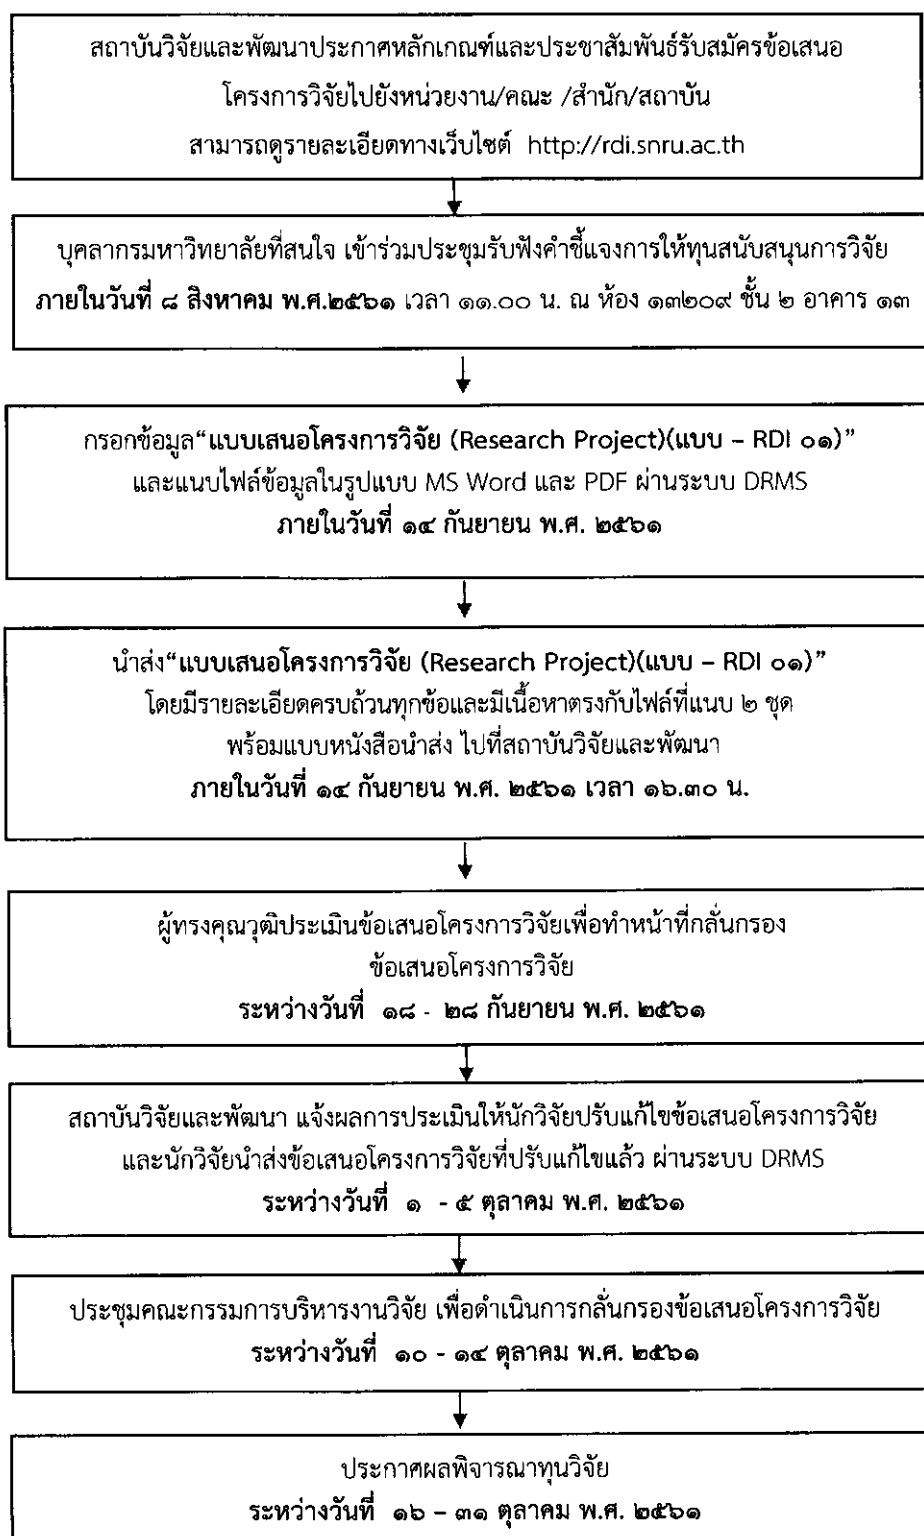 สถาบันวิจัยและพัฒนาประกาศหลักเกณฑ์และประชาสัมพันธ์รับสมัครข้อเสนอ
โครงการวิจัยไปยังหน่วยงาน/คณะ /สำนัก/สถาบัน
สามารถดูรายละเอียดทางเว็บไซต์ http://rdi.snru.ac.th
บุคลากรมหาวิทยาลัยที่สนใจ เข้าร่วมประชุมรับฟังคำชี้แจงการให้ทุนสนับสนุนการวิจัย
ภายในวันที่ ๘ สิงหาคม พ.ศ.๒๕๖๑ เวลา ๑๑.๐๐ น. ณ ห้อง ๑๓๒๐๙ ชั้น ๒ อาคาร ๑๓
กรอกข้อมูล“แบบเสนอโครงการวิจัย (Research Project)(แบบ – RDI ๐๑)”
และแนบไฟล์ข้อมูลในรูปแบบ MS Word และ PDF ผ่านระบบ DRMS
ภายในวันที่ ๑๔ กันยายน พ.ศ. ๒๕๖๑
นำส่ง“แบบเสนอโครงการวิจัย (Research Project)(แบบ – RDI ๐๑)”
โดยมีรายละเอียดครบถ้วนทุกข้อและมีเนื้อหาตรงกับไฟล์ที่แนบ ๒ ชุด
พร้อมแบบหนังสือนำส่ง ไปที่สถาบันวิจัยและพัฒนา
ภายในวันที่ ๑๔ กันยายน พ.ศ. ๒๕๖๑ เวลา ๑๖.๓๐ น.
ผู้ทรงคุณวุฒิประเมินข้อเสนอโครงการวิจัยเพื่อทำหน้าที่กลั่นกรอง
ข้อเสนอโครงการวิจัย
ระหว่างวันที่ ๑๘ - ๒๘ กันยายน พ.ศ. ๒๕๖๑
สถาบันวิจัยและพัฒนา แจ้งผลการประเมินให้นักวิจัยปรับแก้ไขข้อเสนอโครงการวิจัย
และนักวิจัยนำส่งข้อเสนอโครงการวิจัยที่ปรับแก้ไขแล้ว ผ่านระบบ DRMS
ระหว่างวันที่ ๑ - ๕ ตุลาคม พ.ศ. ๒๕๖๑
ประชุมคณะกรรมการบริหารงานวิจัย เพื่อดำเนินการกลั่นกรองข้อเสนอโครงการวิจัย
ระหว่างวันที่ ๑๐ - ๑๔ ตุลาคม พ.ศ. ๒๕๖๑
ประกาศผลพิจารณาทุนวิจัย
ระหว่างวันที่ ๑๖ – ๓๑ ตุลาคม พ.ศ. ๒๕๖๑